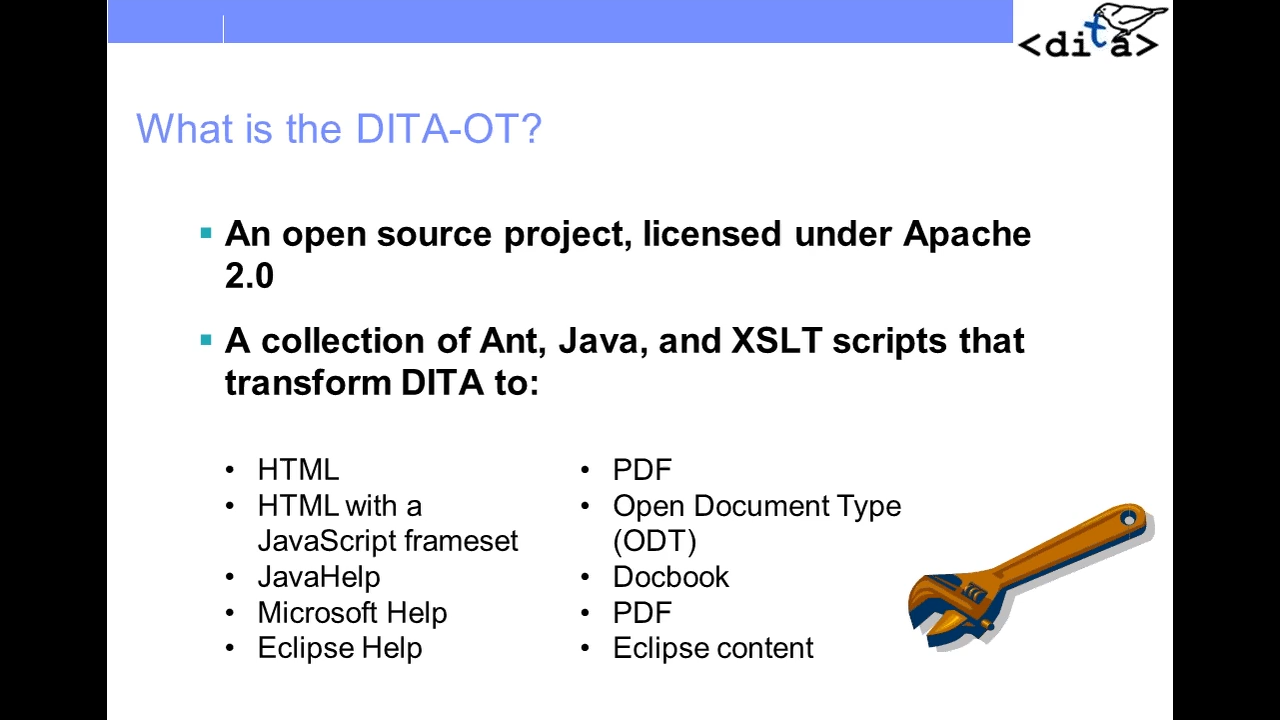 <dita>
What is the DITA-OT?
▪ An open source project, licensed under Apache
2.0
▪ A collection of Ant, Java, and XSLT scripts that
transform DITA to:
• HTML
• HTML with a
JavaScript frameset
• JavaHelp
• Microsoft Help
• Eclipse Help
• PDF
• Open Document Type
(ODT)
• Docbook
• PDF
• Eclipse content